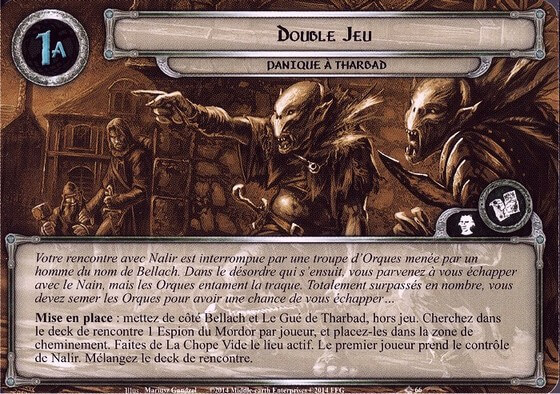 1A
Double Jeu
Panique à Tharbad
Votre rencontre avec Nalir est interrompue par une troupe d'Orques menée par un
homme du nom de Bellach. Dans le désordre qui s'ensuit, vous parvenez à vous échapper
avec le Nain, mais les Orques entament la traque. Totalement surpassés en nombre, vous
devez semer les Orques pour avoir une chance de vous échapper…
Mise en place : mettez de côté Bellach et Le Gué de Tharbad, hors jeu. Cherchez dans
le deck de rencontre 1 Espion du Mordor par joueur, et placez-les dans la zone de
cheminement. Faites de La Chope Vide le lieu actif. Le premier joueur prend le contrôle
de Nalir. Mélangez le deck de rencontre.
Illus. Mariusz Gandzel ©2014 Middle-earth Enterprises • 2014 FFG 66